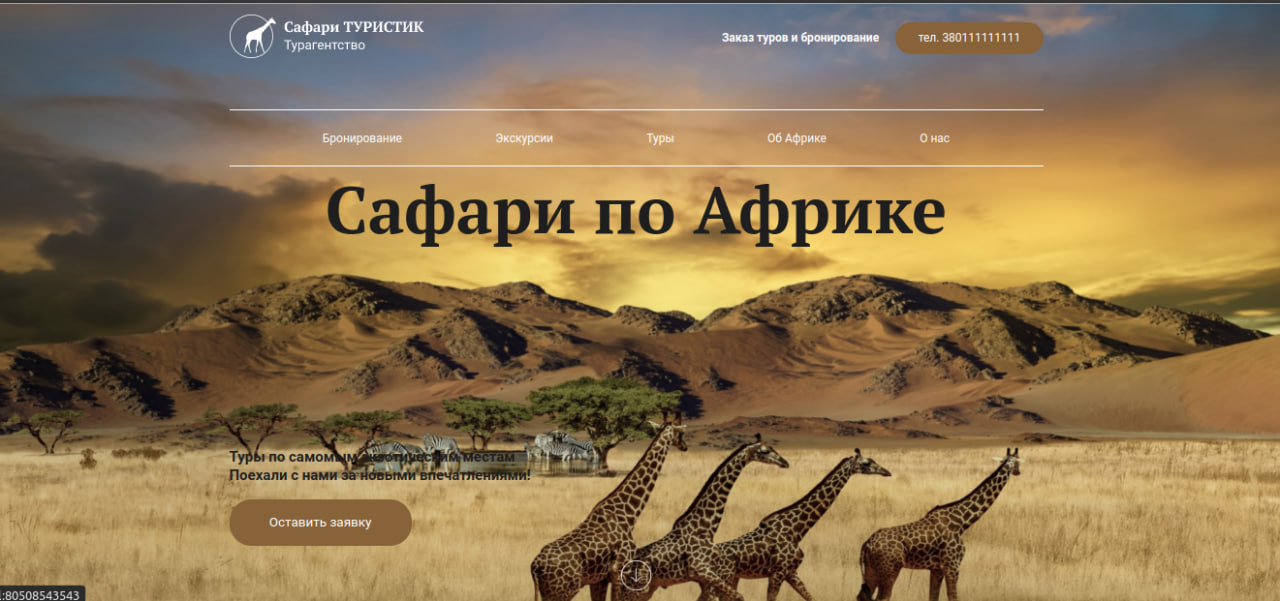 Сафари ТУРИСТИК
Турагентство
Заказ туров и бронирование
тел. 380111111111
Бронирование
Экскурсии
Туры
Об Африке
О нас
Сафари по Африке
Туры по самомым экзотическим местам
Поехали с нами за новыми впечатлениями!
Оставить заявку
:80508543543